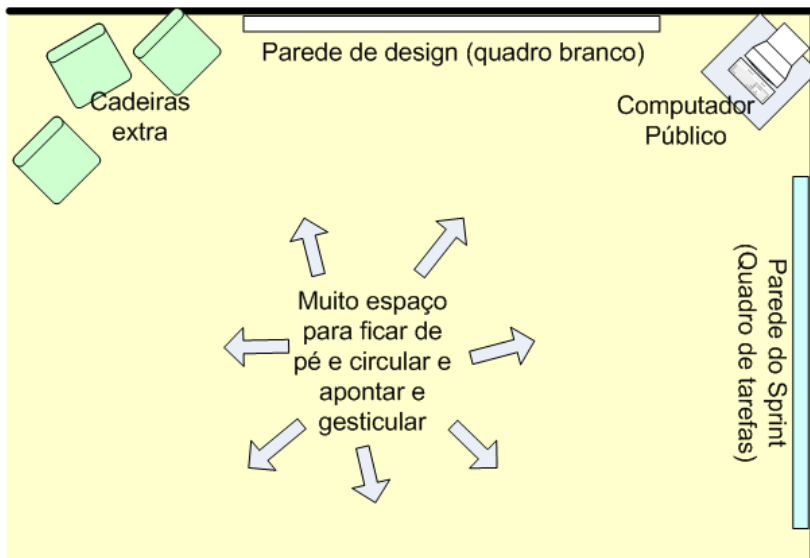 Parede de design (quadro branco)
Cadeiras
extra
Computador
Público
Muito espaço
para ficar de
pé e circular e
apontar e
gesticular
Parede do Sprint
(Quadro de tarefas)